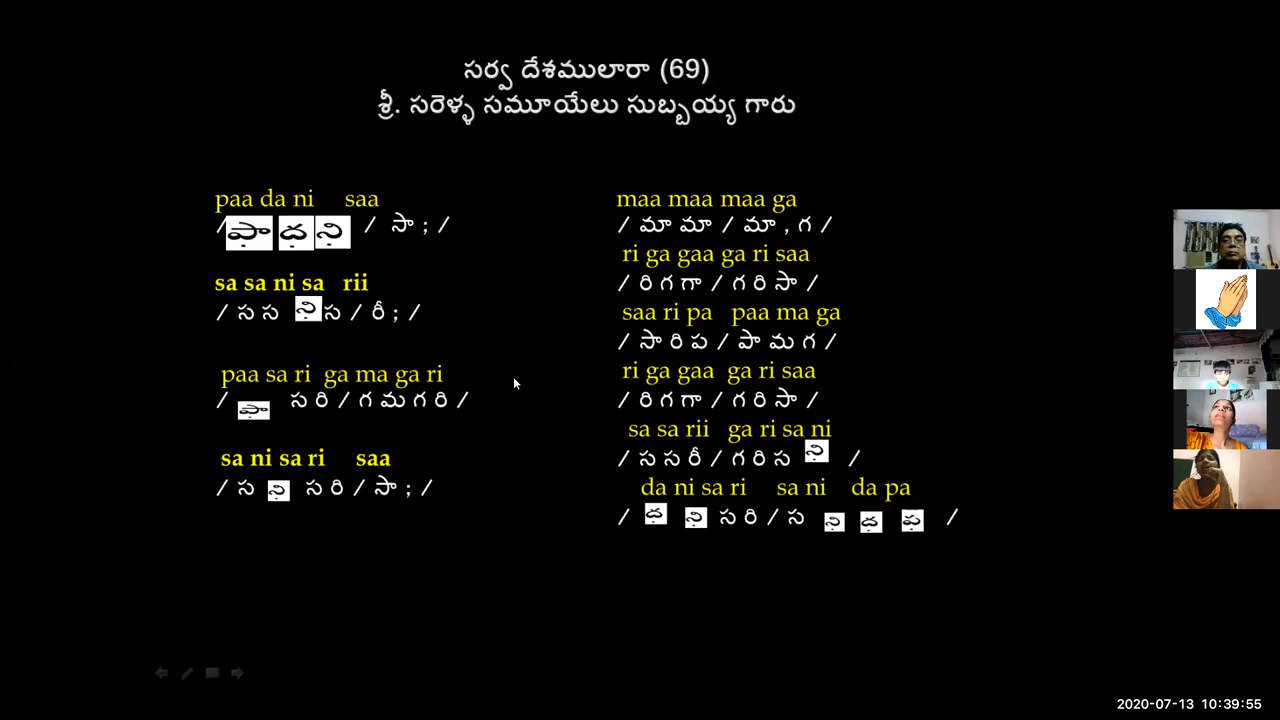 సర్వ దేశములారా (69)
శ్రీ. సరెళ్ళ సమూయేలు సుబ్బయ్య గారు
paa da ni saa
/ పా ద ని / సా ; /
sa sa ni sa rii
/ స స ని స / రీ ; /
paa sa ri ga ma ga ri
/ పా స రి / గ మ గ రి /
sa ni sa ri saa
/ స ని స రి / సా ; /
maa maa maa ga
/ మా మా / మా , గ /
ri ga gaa ga ri saa
/ రి గ గా / గ రి సా /
saa ri pa paa ma ga
/ సా రి ప / పా మ గ /
ri ga gaa ga ri saa
/ రి గ గా / గ రి సా /
sa sa rii ga ri sa ni
/ స స రీ / గ రి స ని /
da ni sa ri sa ni da pa
/ ద ని స రి / స ని ద ప /
2020-07-13 10:39:55